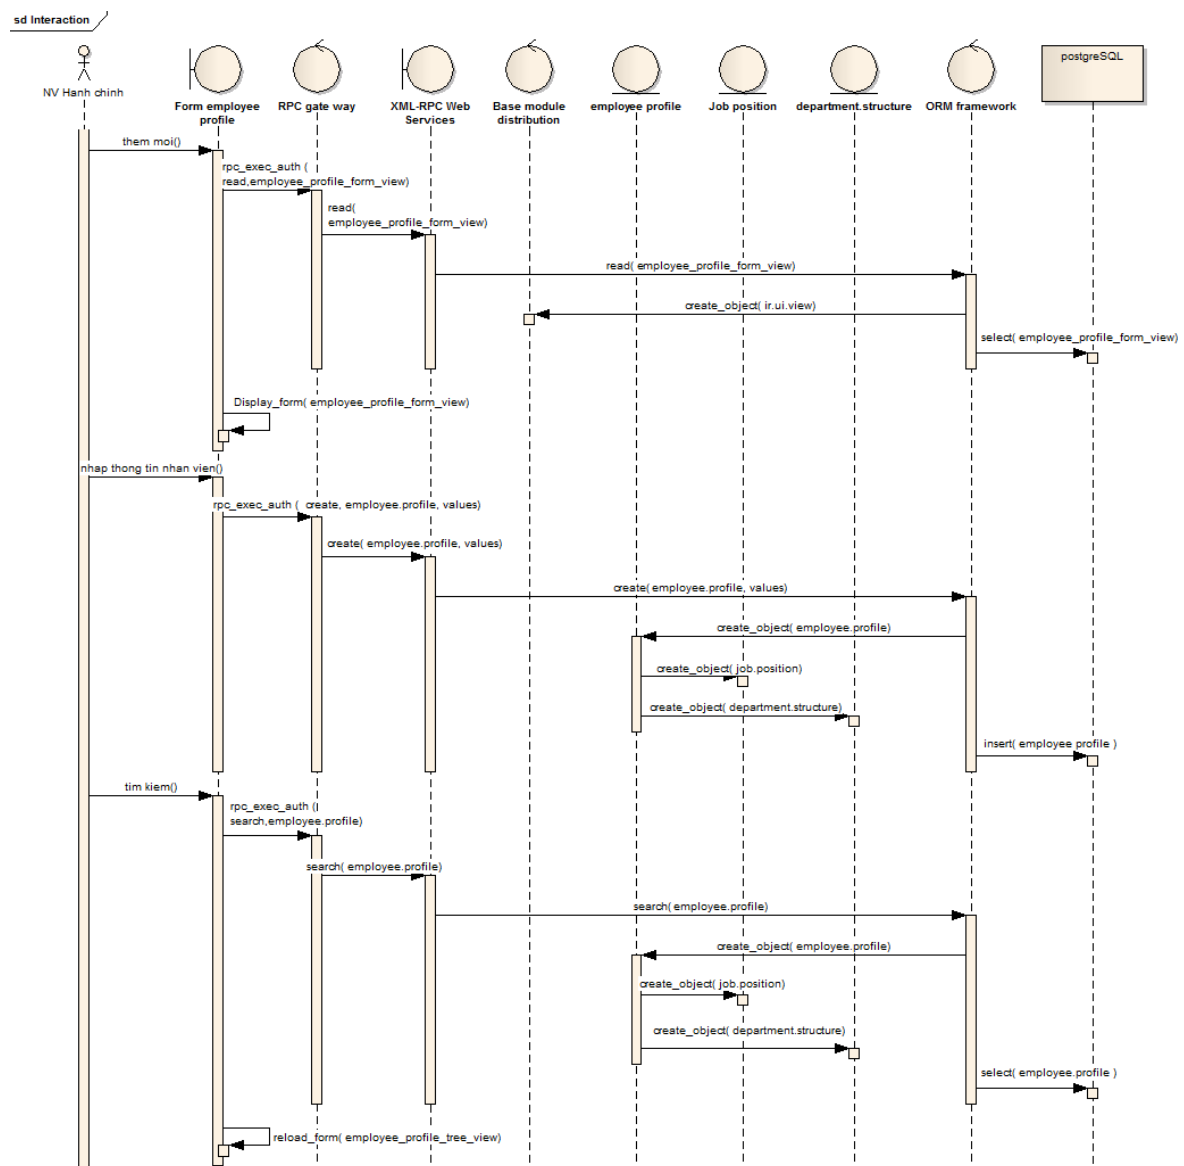 sd Interaction
NV Hanh chinh
Form employee
profile
RPC gate way
XML-RPC Web
Services
Base module
distribution
employee profile
Job position
department.structure
ORM framework
postgreSQL
them moi()
rpc_exec_auth (
read,employee_profile_form_view)
read(
employee_profile_form_view)
read( employee_profile_form_view)
create_object( ir.ui.view)
select( employee_profile_form_view)
Display_form( employee_profile_form_view)
nhap thong tin nhan vien()
rpc_exec_auth ( create, employee.profile, values)
create( employee.profile, values)
create( employee.profile, values)
create_object( employee.profile)
create_object( job.position)
create_object( department.structure)
insert( employee profile )
tim kiem()
rpc_exec_auth (
search,employee.profile)
search( employee.profile)
search( employee.profile)
create_object( employee.profile)
create_object( job.position)
create_object( department.structure)
select( employee.profile )
reload_form( employee_profile_tree_view)